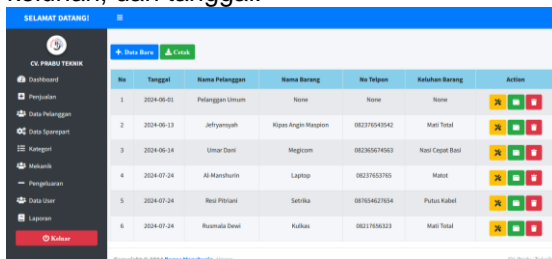 keluhan, dan tanggal.
SELAMAT DATANG!
CV. PRABU TEKNIK
Dashboard
Penjualan
Data Pelanggan
Data Sparepart
Kategori
Mekanik
Pengeluaran
Data User
Laporan
Keluar
+ Data Baru Cetak
No Tanggal Nama Pelanggan Nama Barang No Telpon Keluhan Barang Action
1 2024-06-01 Pelanggan Umum None None None
2 2024-06-13 Jefryansyah Kipas Angin Maspion 082376543542 Mati Total
3 2024-06-14 Umar Dani Megicom 082365674563 Nasi Cepat Basi
4 2024-07-24 Al-Manshurin Laptop 08237653765 Matot
5 2024-07-24 Resi Pitriani Setrika 087654627654 Putus Kabel
6 2024-07-24 Rusmala Dewi Kulkas 08217656323 Mati Total